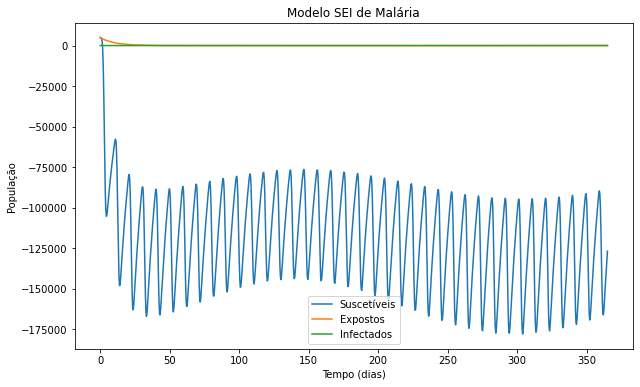 Modelo SEI de Malária
População
0
−25000
−50000
−75000
−100000
−125000
−150000
−175000
Suscetíveis
Expostos
Infectados
0 50 100 150 200 250 300 350
Tempo (dias)